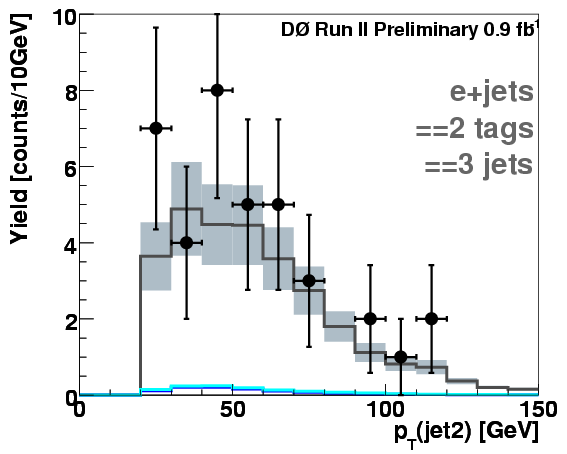 DØ Run II Preliminary 0.9 fb⁻¹
e+jets
==2 tags
==3 jets
Yield [counts/10GeV]
10
8
6
4
2
0
0 50 100 150
p_T(jet2) [GeV]